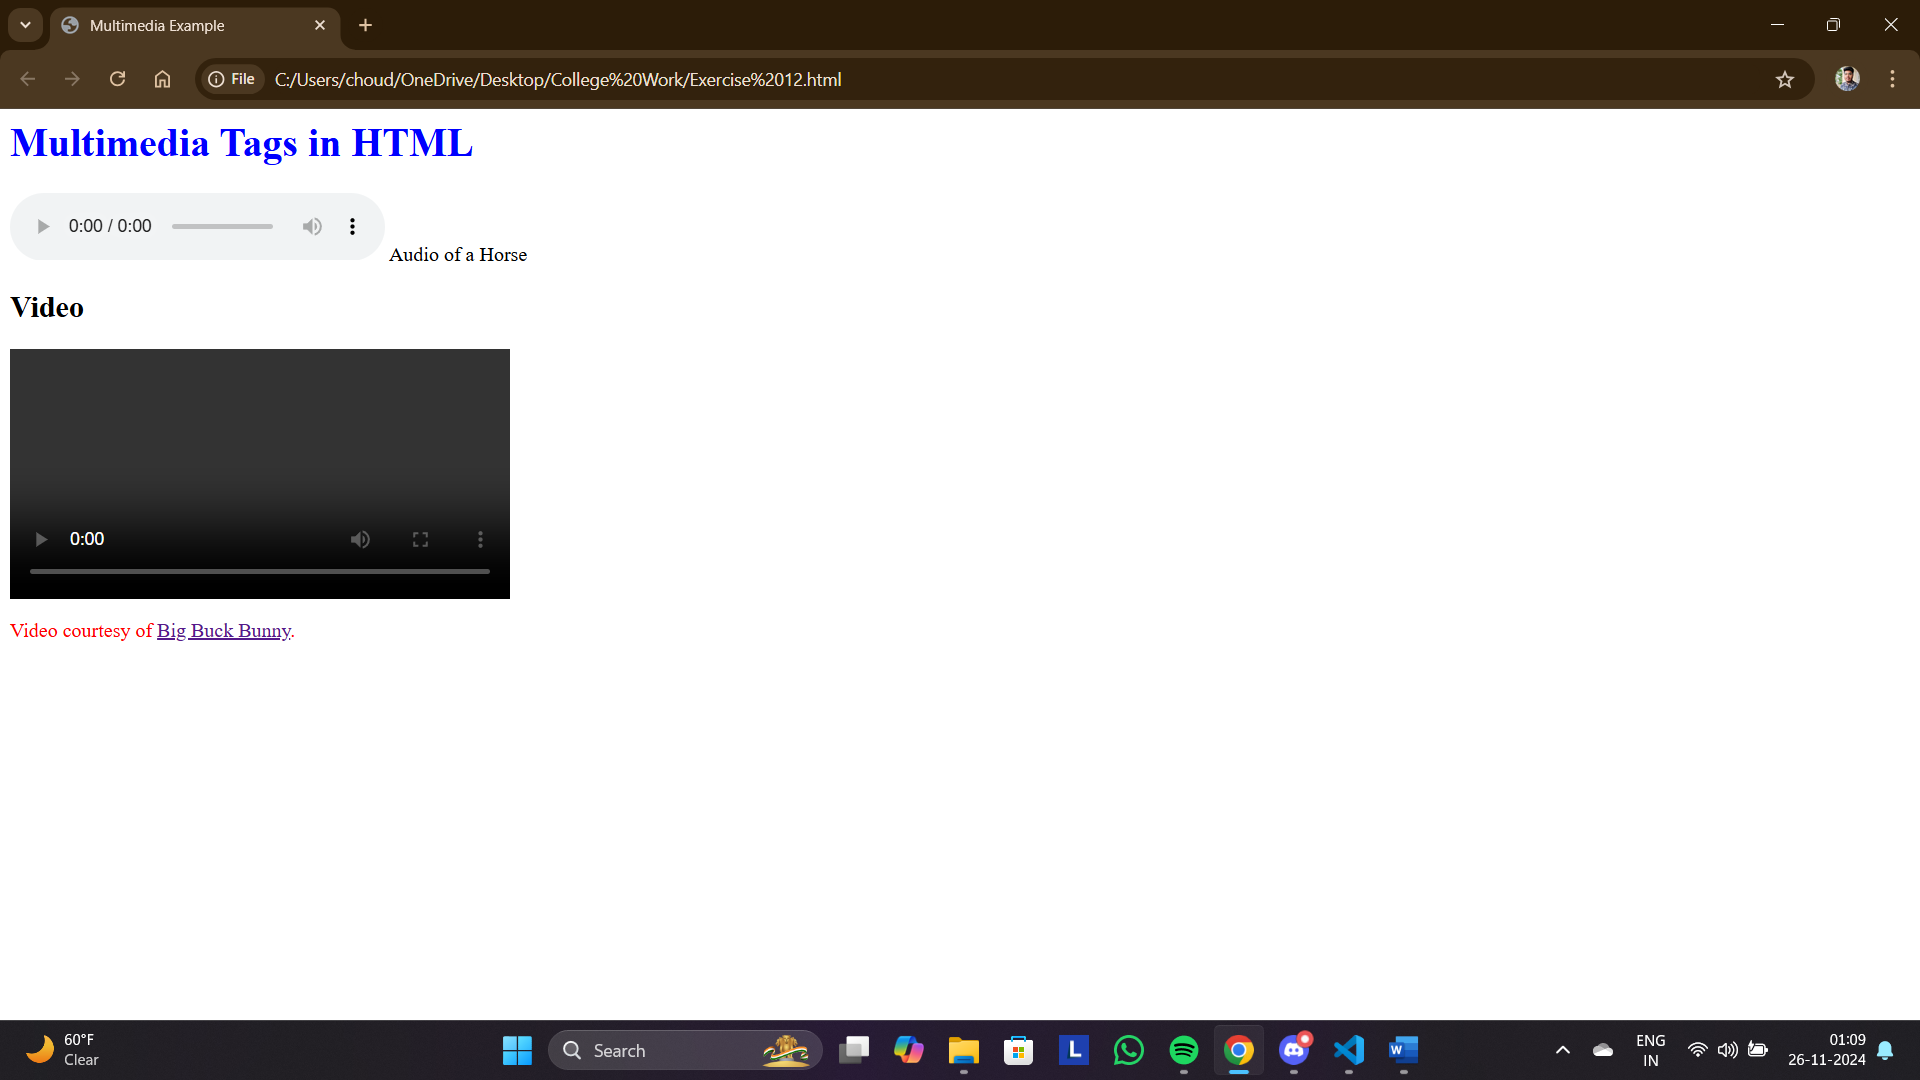 Multimedia Example
File
C:/Users/choud/OneDrive/Desktop/College%20Work/Exercise%2012.html
Multimedia Tags in HTML
0:00 / 0:00
Audio of a Horse
Video
0:00
Video courtesy of Big Buck Bunny.
60°F
Clear
Search
L
W
ENG
IN
01:09
26-11-2024